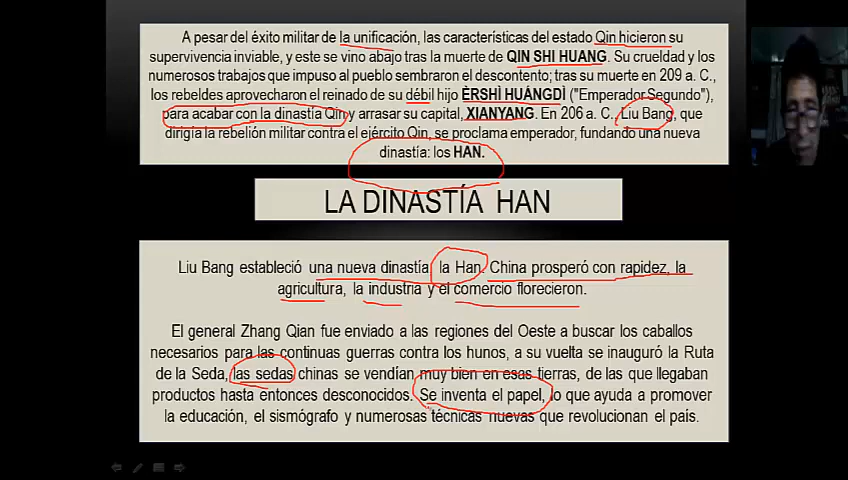 A pesar del éxito militar de la unificación, las características del estado Qin hicieron su
supervivencia inviable, y este se vino abajo tras la muerte de QIN SHI HUANG. Su crueldad y los
numerosos trabajos que impuso al pueblo sembraron el descontento; tras su muerte en 209 a. C.,
los rebeldes aprovecharon el reinado de su débil hijo ÈRSHÌ HUÁNGDÌ ("Emperador Segundo"),
para acabar con la dinastía Qin y arrasar su capital, XIANYANG. En 206 a. C., Liu Bang, que
dirigía la rebelión militar contra el ejército Qin, se proclama emperador, fundando una nueva
dinastía: los HAN.
LA DINASTÍA HAN
Liu Bang estableció una nueva dinastía, la Han. China prosperó con rapidez, la
agricultura, la industria y el comercio florecieron.
El general Zhang Qian fue enviado a las regiones del Oeste a buscar los caballos
necesarios para las continuas guerras contra los hunos, a su vuelta se inauguró la Ruta
de la Seda, las sedas chinas se vendían muy bien en esas tierras, de las que llegaban
productos hasta entonces desconocidos. Se inventa el papel, lo que ayuda a promover
la educación, el sismógrafo y numerosas técnicas nuevas que revolucionan el país.